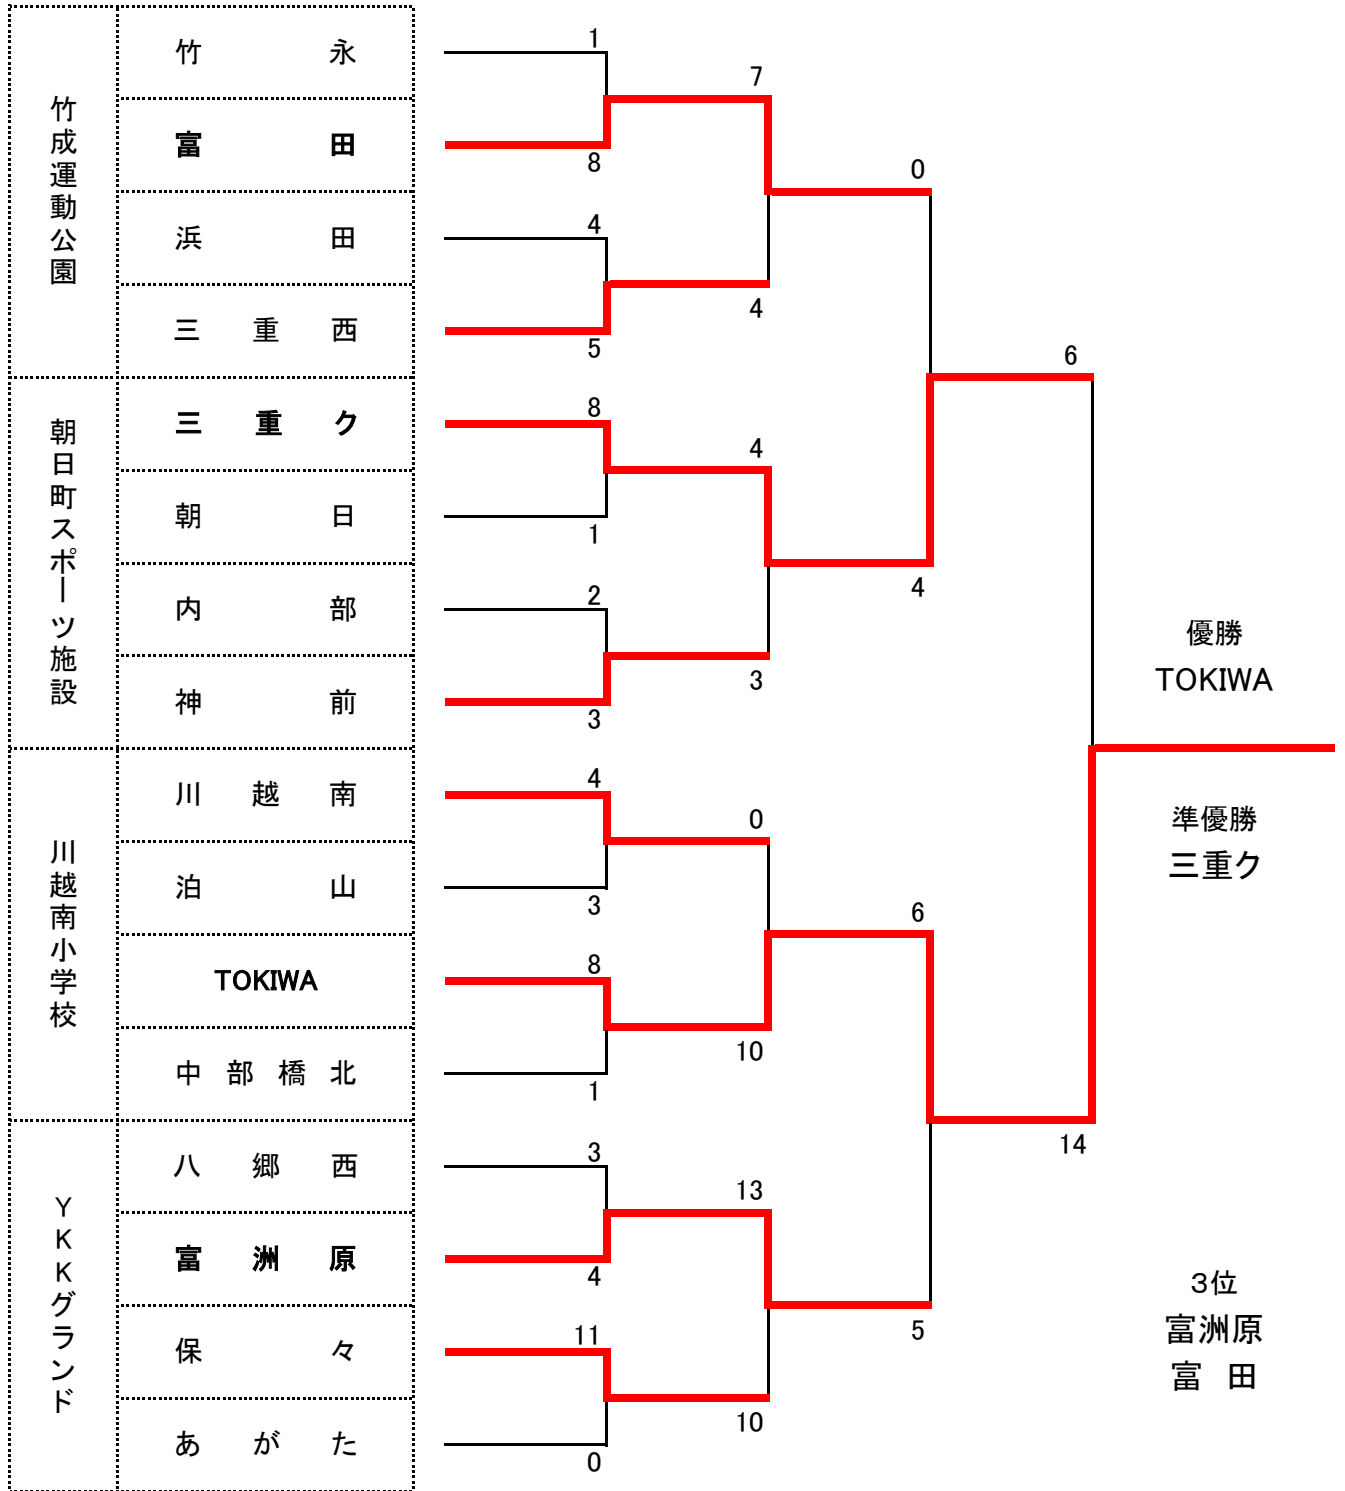 竹成運動公園
竹永 1
富田 8
7
浜田 4
三重西 5
4
0
朝日町スポーツ施設
三重ク 8
朝日 1
4
内部 2
神前 3
3
4
6
川越南小学校
川越南 4
泊山 3
0
TOKIWA 8
中部橋北 1
10
6
YKKグランド
八郷西 3
富洲原 4
13
保々 11
あがた 0
10
5
14
優勝
TOKIWA
準優勝
三重ク
3位
富洲原
富田